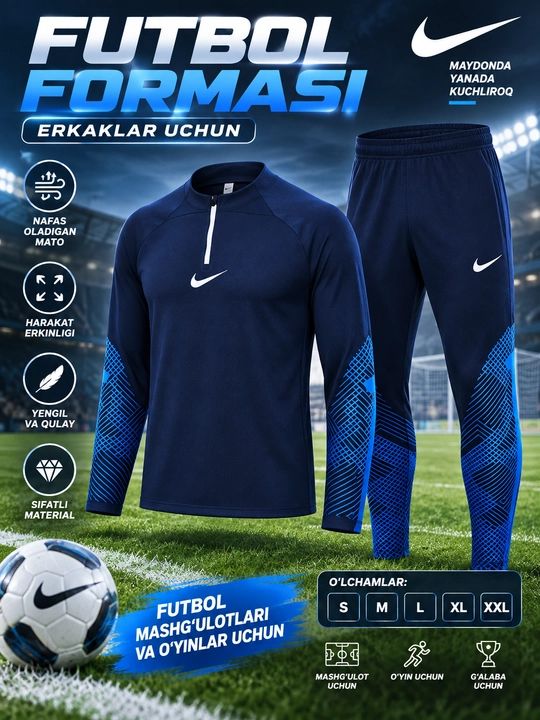 FUTBOL
FORMASI
ERKAKLAR UCHUN
MAYDONDA
YANADA
KUCHLIROQ
NAFAS
OLADIGAN
MATO
HARAKAT
ERKINLIGI
YENGIL
VA QULAY
SIFATLI
MATERIAL
FUTBOL
MASHG‘ULOTLARI
VA O‘YINLAR UCHUN
O‘LCHAMLAR:
S M L XL XXL
MASHG‘ULOT
UCHUN
O‘YIN UCHUN
G‘ALABA
UCHUN